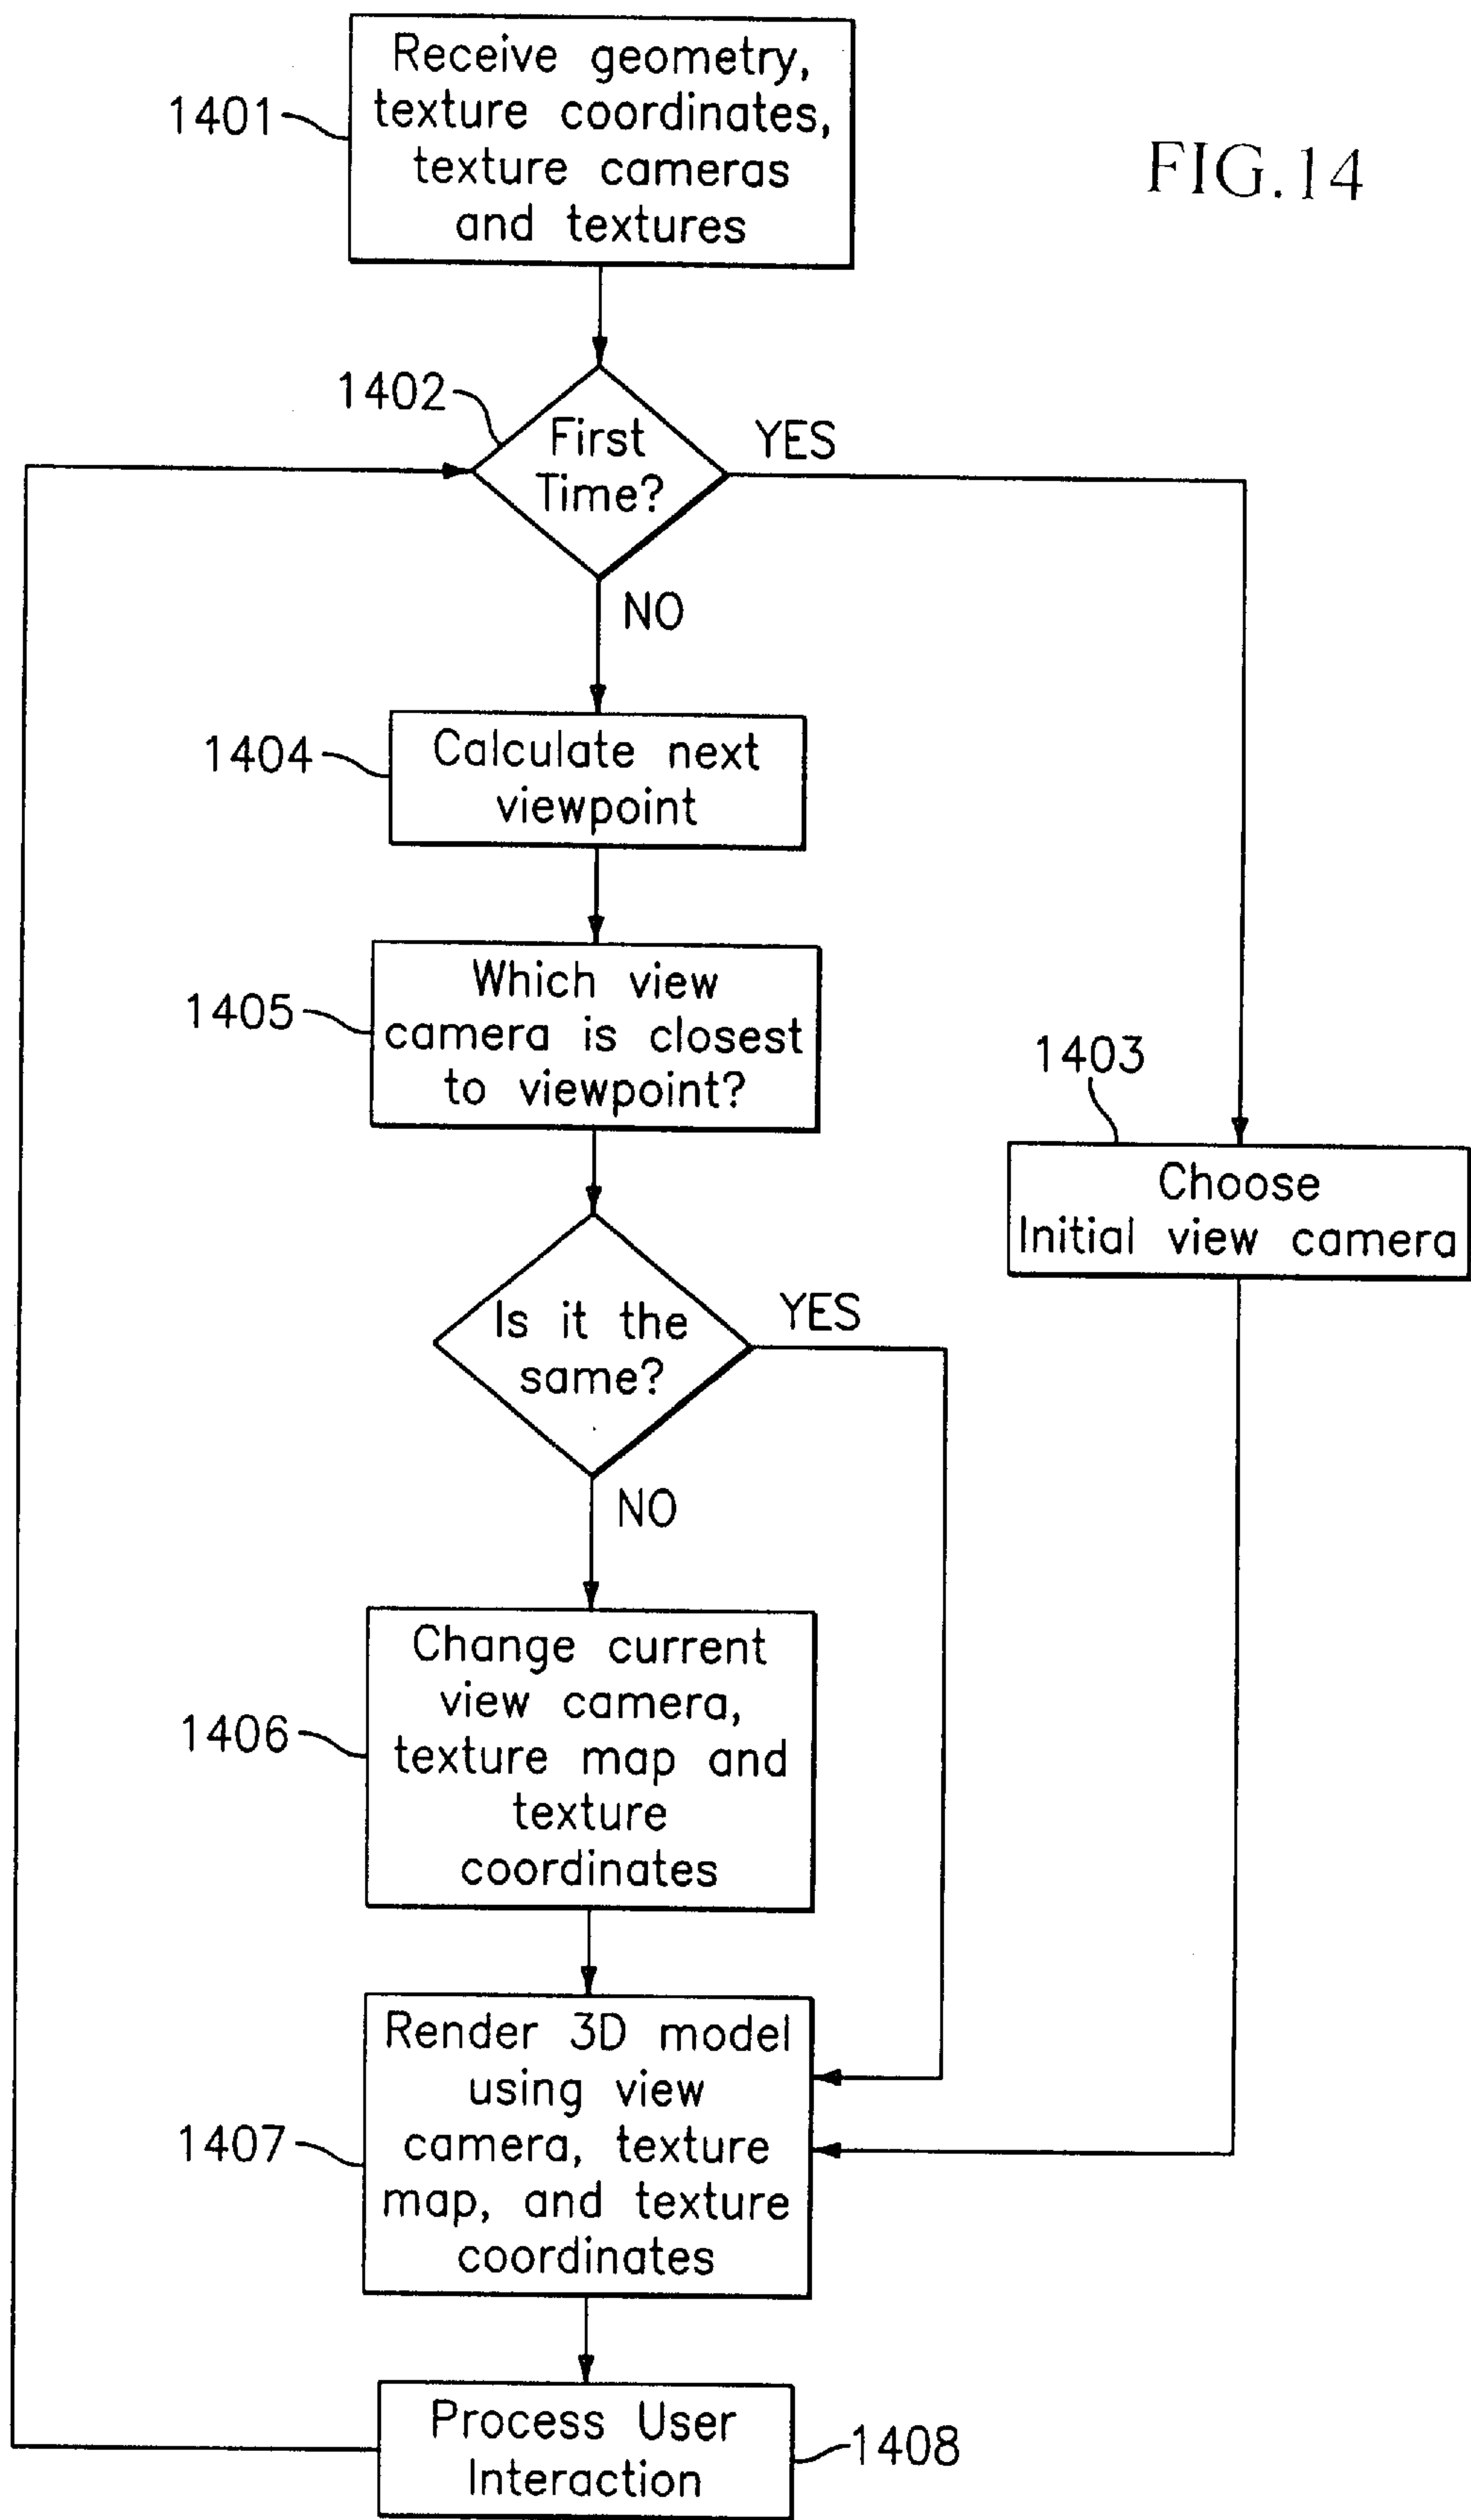 Receive geometry,
texture coordinates,
texture cameras
and textures
1401
FIG.14
1402
First
Time?
YES
NO
1404
Calculate next
viewpoint
1405
Which view
camera is closest
to viewpoint?
1403
Choose
Initial view camera
Is it the
same?
YES
NO
1406
Change current
view camera,
texture map and
texture
coordinates
1407
Render 3D model
using view
camera, texture
map, and texture
coordinates
Process User
Interaction
1408